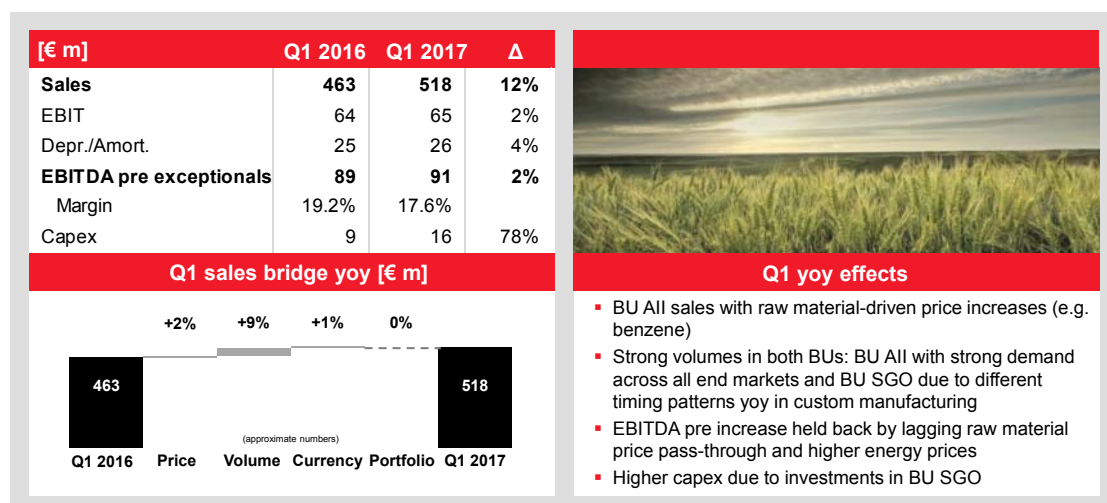 [€ m] Q1 2016 Q1 2017 Δ
Sales 463 518 12%
EBIT 64 65 2%
Depr./Amort. 25 26 4%
EBITDA pre exceptionals 89 91 2%
Margin 19.2% 17.6%
Capex 9 16 78%
Q1 sales bridge yoy [€ m]
+2% +9% +1% 0%
463 518
(approximate numbers)
Q1 2016 Price Volume Currency Portfolio Q1 2017
Q1 yoy effects
▪ BU AII sales with raw material-driven price increases (e.g.
benzene)
▪ Strong volumes in both BUs: BU AII with strong demand
across all end markets and BU SGO due to different
timing patterns yoy in custom manufacturing
▪ EBITDA pre increase held back by lagging raw material
price pass-through and higher energy prices
▪ Higher capex due to investments in BU SGO